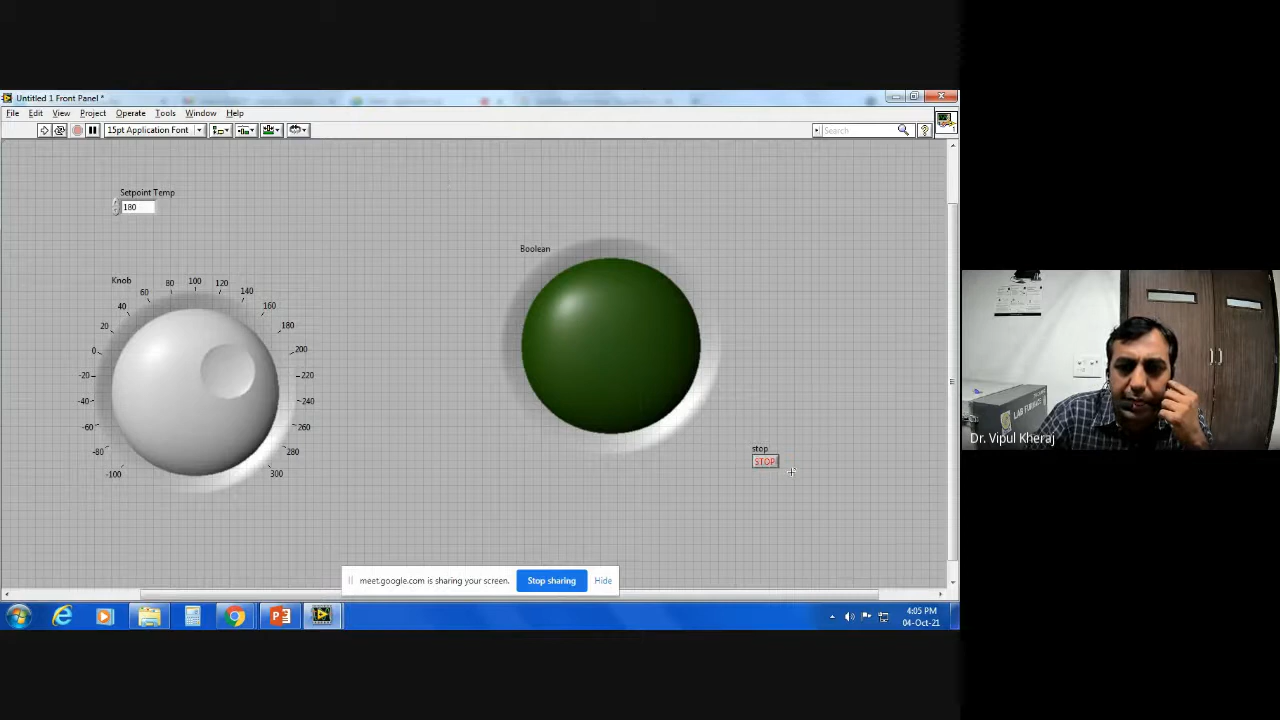 Untitled 1 Front Panel *
File Edit View Project Operate Tools Window Help
15pt Application Font
Search
1
Setpoint Temp
180
Knob
-100
-80
-60
-40
-20
0
20
40
60
80
100
120
140
160
180
200
220
240
260
280
300
Boolean
stop
STOP
meet.google.com is sharing your screen. Stop sharing Hide
4:05 PM
04-Oct-21
LAB FURNACE
Dr. Vipul Kheraj